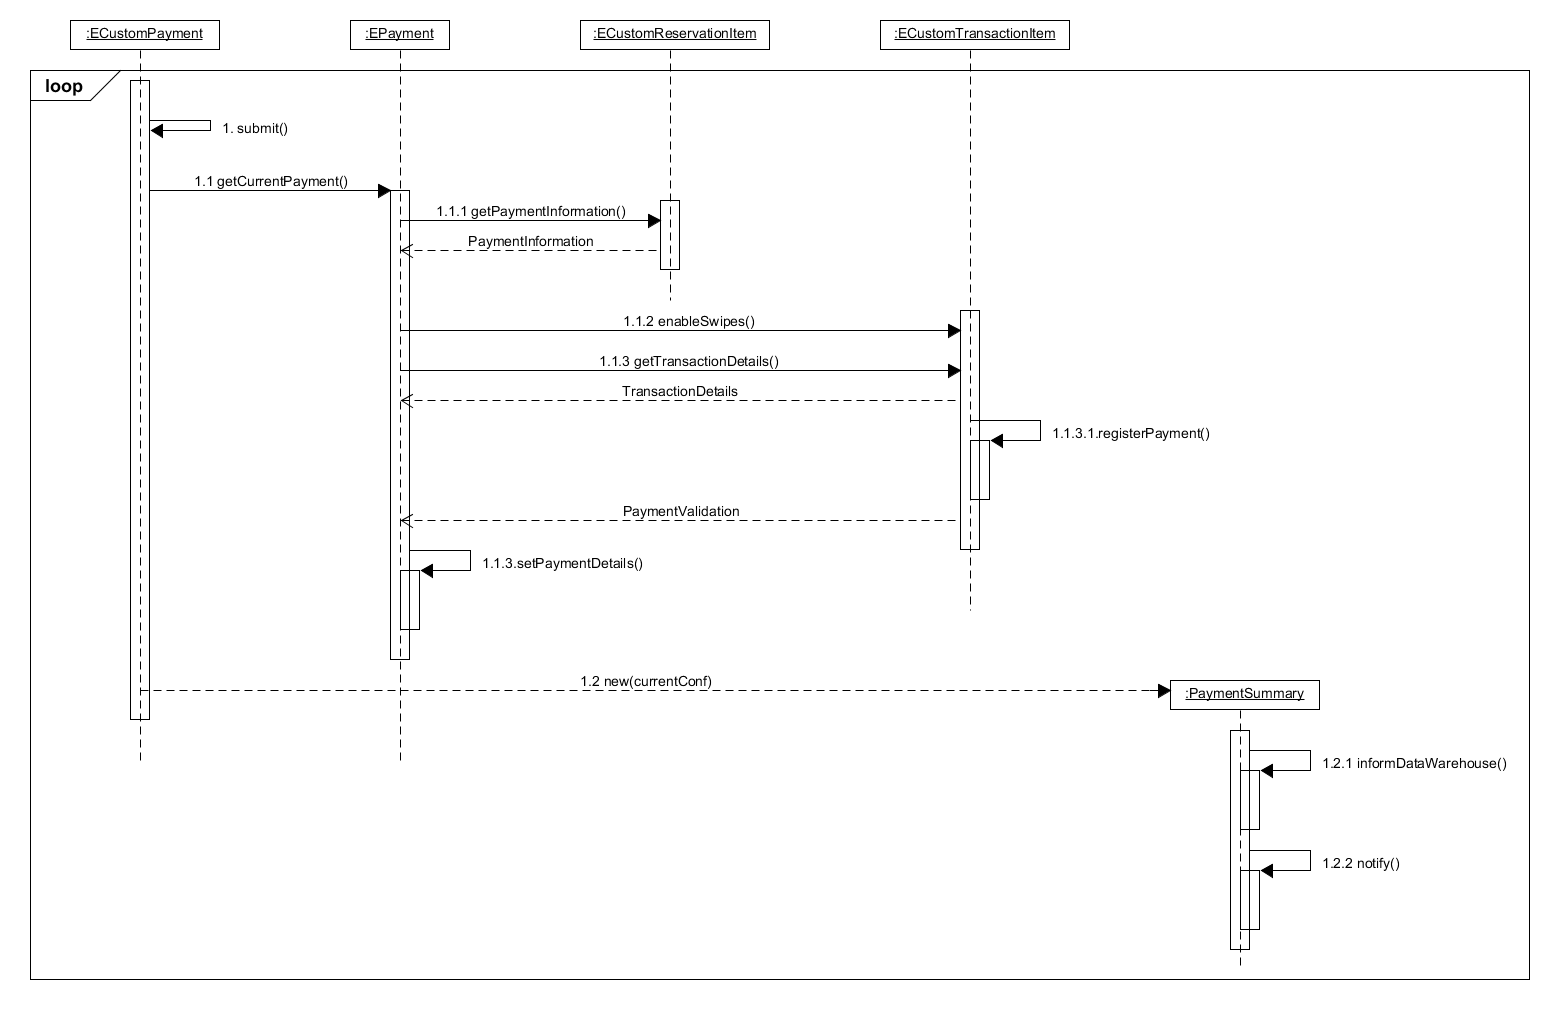 :ECustomPayment
:EPayment
:ECustomReservationItem
:ECustomTransactionItem
loop
1. submit()
1.1 getCurrentPayment()
1.1.1 getPaymentInformation()
PaymentInformation
1.1.2 enableSwipes()
1.1.3 getTransactionDetails()
TransactionDetails
1.1.3.1.registerPayment()
PaymentValidation
1.1.3.setPaymentDetails()
1.2 new(currentConf)
:PaymentSummary
1.2.1 informDataWarehouse()
1.2.2 notify()